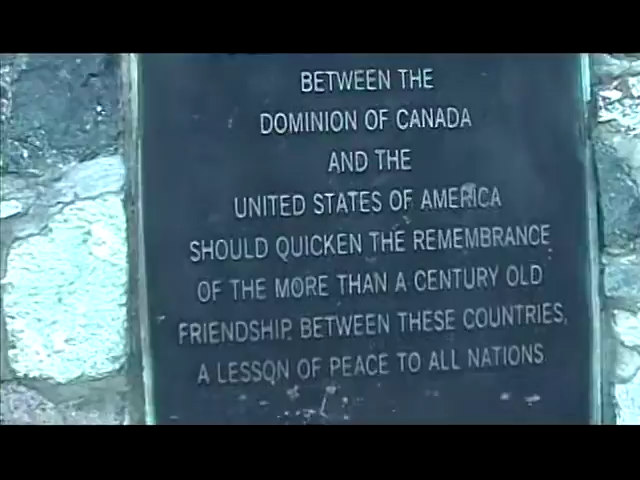 BETWEEN THE
DOMINION OF CANADA
AND THE
UNITED STATES OF AMERICA
SHOULD QUICKEN THE REMEMBRANCE
OF THE MORE THAN A CENTURY OLD
FRIENDSHIP BETWEEN THESE COUNTRIES,
A LESSON OF PEACE TO ALL NATIONS